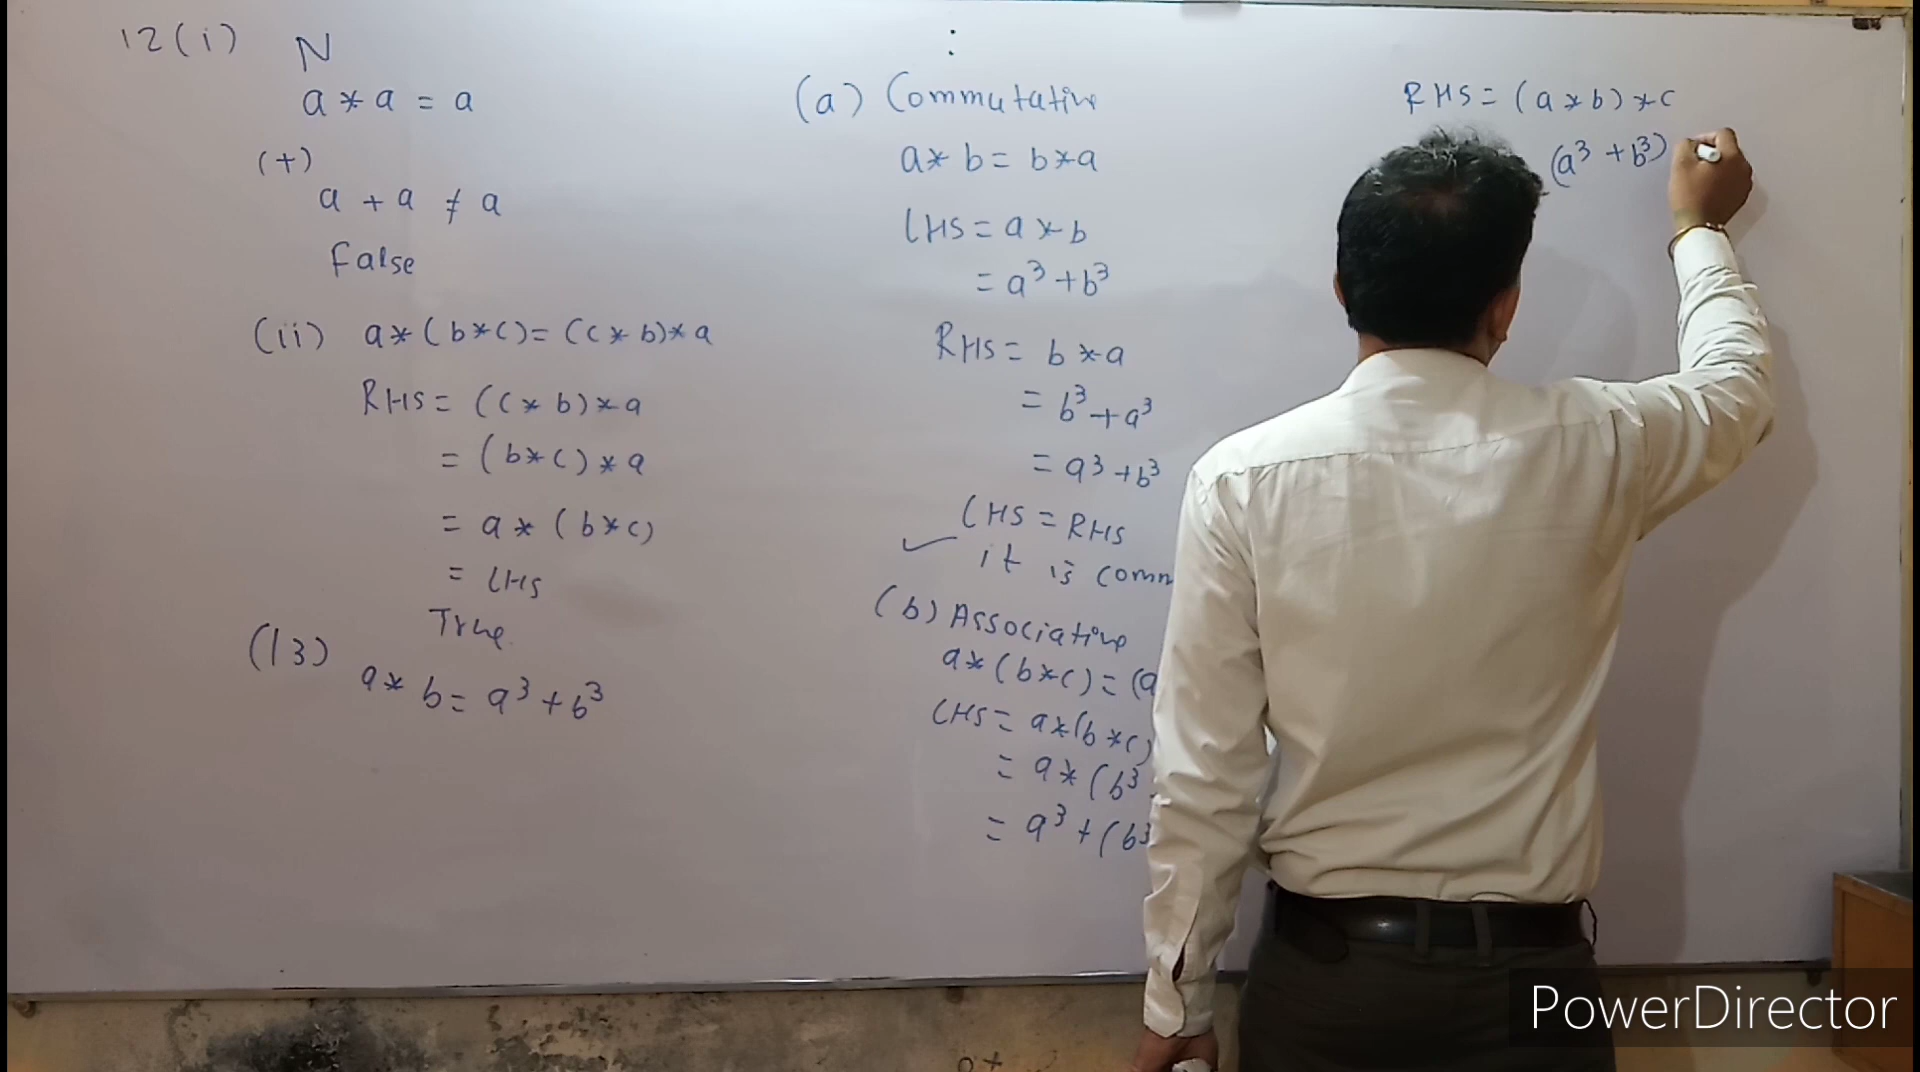 12(i) N
a * a = a
(+)
a + a ≠ a
False
(ii) a*(b*c)=(c*b)*a
RHS = (c*b)*a
= (b*c)*a
= a*(b*c)
= LHS
True
(13)
a*b = a³+b³
:
(a) Commutative
a*b = b*a
LHS = a*b
= a³+b³
RHS = b*a
= b³+a³
= a³+b³
LHS = RHS
✓ it is comm
(b) Associative
a*(b*c) = (a
LHS = a*(b*c)
= a*(b³
= a³+(b³
RHS = (a*b)*c
(a³+b³)
PowerDirector